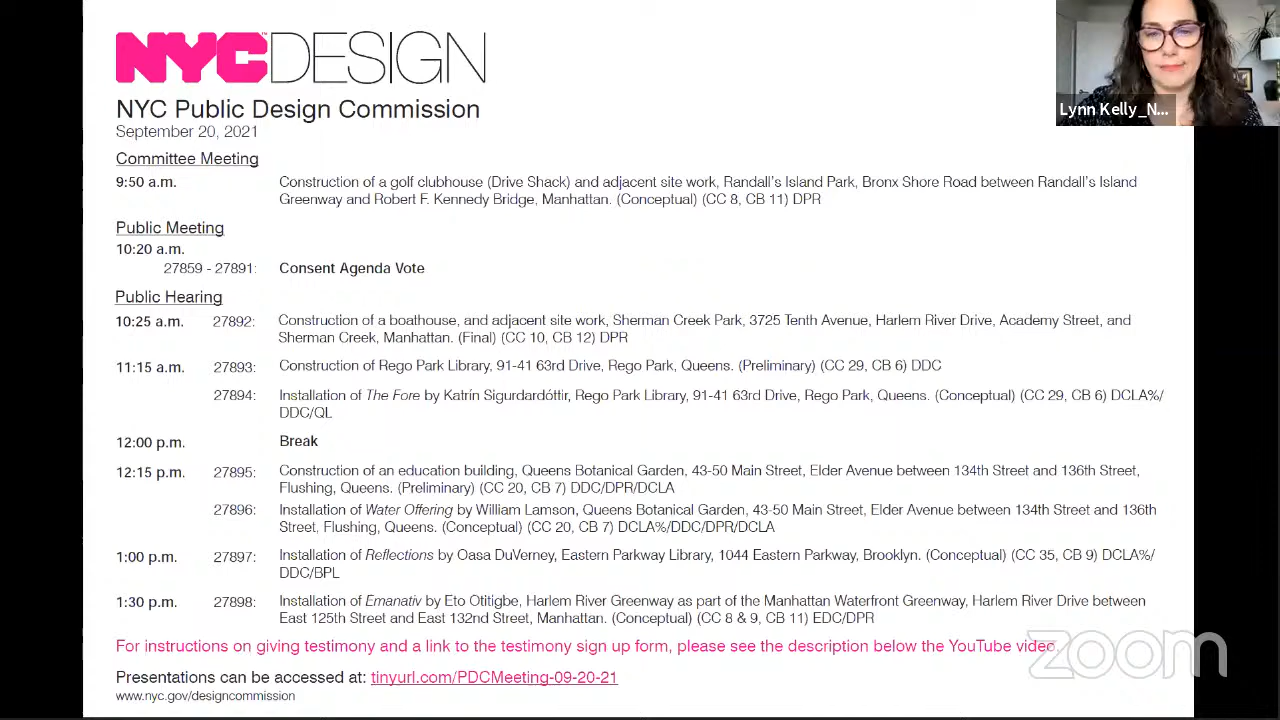 NYCDESIGN
NYC Public Design Commission
September 20, 2021
Lynn Kelly_N...
Committee Meeting
9:50 a.m. Construction of a golf clubhouse (Drive Shack) and adjacent site work, Randall's Island Park, Bronx Shore Road between Randall's Island
Greenway and Robert F. Kennedy Bridge, Manhattan. (Conceptual) (CC 8, CB 11) DPR
Public Meeting
10:20 a.m.
27859 - 27891: Consent Agenda Vote
Public Hearing
10:25 a.m. 27892: Construction of a boathouse, and adjacent site work, Sherman Creek Park, 3725 Tenth Avenue, Harlem River Drive, Academy Street, and
Sherman Creek, Manhattan. (Final) (CC 10, CB 12) DPR
11:15 a.m. 27893: Construction of Rego Park Library, 91-41 63rd Drive, Rego Park, Queens. (Preliminary) (CC 29, CB 6) DDC
27894: Installation of The Fore by Katrín Sigurdardóttir, Rego Park Library, 91-41 63rd Drive, Rego Park, Queens. (Conceptual) (CC 29, CB 6) DCLA%/
DDC/QL
12:00 p.m. Break
12:15 p.m. 27895: Construction of an education building, Queens Botanical Garden, 43-50 Main Street, Elder Avenue between 134th Street and 136th Street,
Flushing, Queens. (Preliminary) (CC 20, CB 7) DDC/DPR/DCLA
27896: Installation of Water Offering by William Lamson, Queens Botanical Garden, 43-50 Main Street, Elder Avenue between 134th Street and 136th
Street, Flushing, Queens. (Conceptual) (CC 20, CB 7) DCLA%/DDC/DPR/DCLA
1:00 p.m. 27897: Installation of Reflections by Oasa DuVerney, Eastern Parkway Library, 1044 Eastern Parkway, Brooklyn. (Conceptual) (CC 35, CB 9) DCLA%/
DDC/BPL
1:30 p.m. 27898: Installation of Emanativ by Eto Otitigbe, Harlem River Greenway as part of the Manhattan Waterfront Greenway, Harlem River Drive between
East 125th Street and East 132nd Street, Manhattan. (Conceptual) (CC 8 & 9, CB 11) EDC/DPR
For instructions on giving testimony and a link to the testimony sign up form, please see the description below the YouTube video.
zoom
Presentations can be accessed at: tinyurl.com/PDCMeeting-09-20-21
www.nyc.gov/designcommission